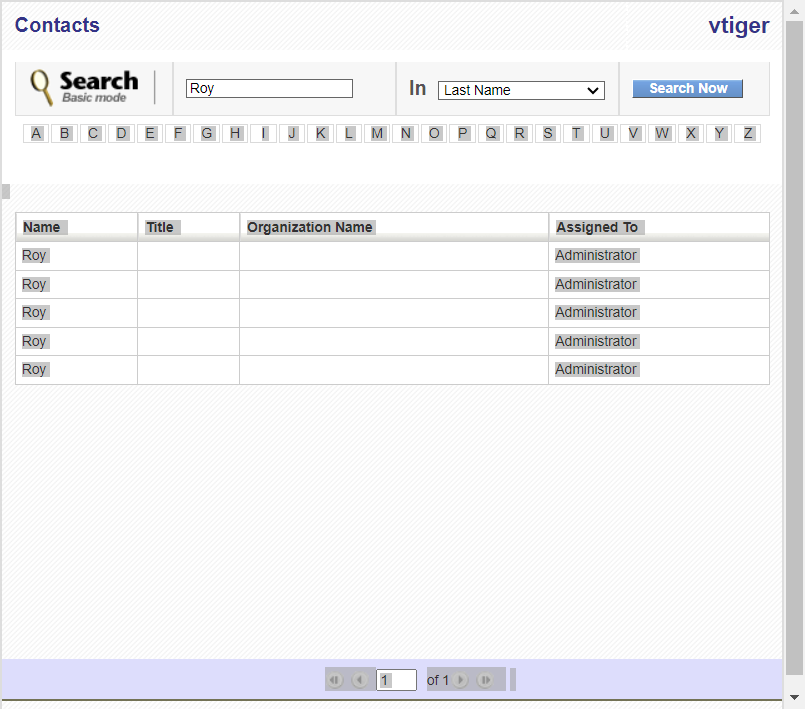 Contacts vtiger
Search
Basic mode
Roy In Last Name Search Now
A B C D E F G H I J K L M N O P Q R S T U V W X Y Z
Name Title Organization Name Assigned To
Roy Administrator
Roy Administrator
Roy Administrator
Roy Administrator
Roy Administrator
1 of 1